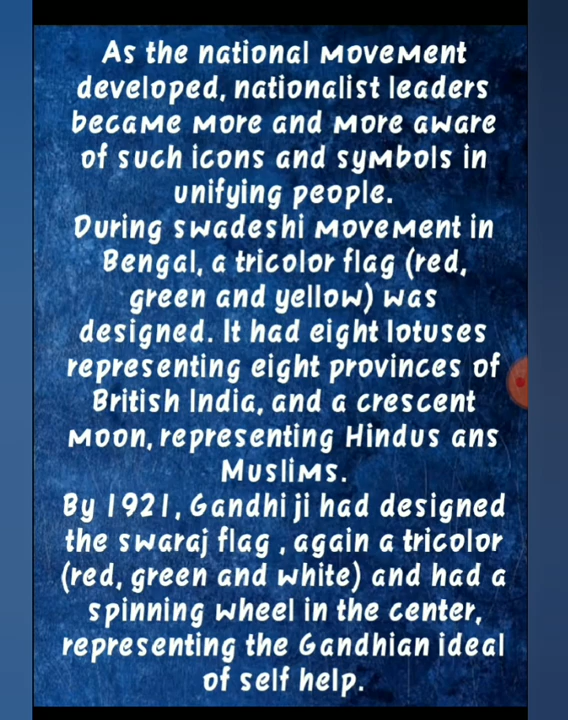 As the national movement
developed, nationalist leaders
became more and more aware
of such icons and symbols in
unifying people.
During swadeshi movement in
Bengal, a tricolor flag (red,
green and yellow) was
designed. It had eight lotuses
representing eight provinces of
British India, and a crescent
moon, representing Hindus ans
Muslims.
By 1921, Gandhi ji had designed
the swaraj flag , again a tricolor
(red, green and white) and had a
spinning wheel in the center,
representing the Gandhian ideal
of self help.